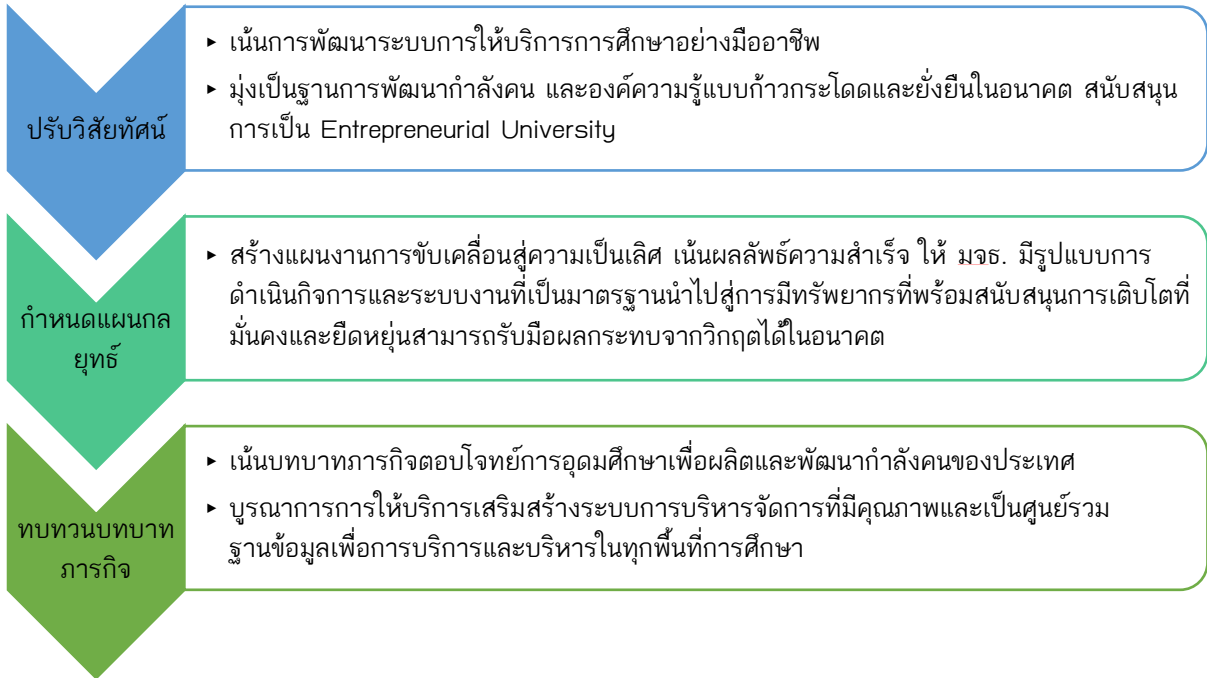 ปรับวิสัยทัศน์
▸ เน้นการพัฒนาระบบการให้บริการการศึกษาอย่างมืออาชีพ
▸ มุ่งเป็นฐานการพัฒนากำลังคน และองค์ความรู้แบบก้าวกระโดดและยั่งยืนในอนาคต สนับสนุน
การเป็น Entrepreneurial University
กำหนดแผนกล
ยุทธ์
▸ สร้างแผนงานการขับเคลื่อนสู่ความเป็นเลิศ เน้นผลลัพธ์ความสำเร็จ ให้ มจธ. มีรูปแบบการ
ดำเนินกิจการและระบบงานที่เป็นมาตรฐานนำไปสู่การมีทรัพยากรที่พร้อมสนับสนุนการเติบโตที่
มั่นคงและยืดหยุ่นสามารถรับมือผลกระทบจากวิกฤตได้ในอนาคต
ทบทวนบทบาท
ภารกิจ
▸ เน้นบทบาทภารกิจตอบโจทย์การอุดมศึกษาเพื่อผลิตและพัฒนากำลังคนของประเทศ
▸ บูรณาการการให้บริการเสริมสร้างระบบการบริหารจัดการที่มีคุณภาพและเป็นศูนย์รวม
ฐานข้อมูลเพื่อการบริการและบริหารในทุกพื้นที่การศึกษา